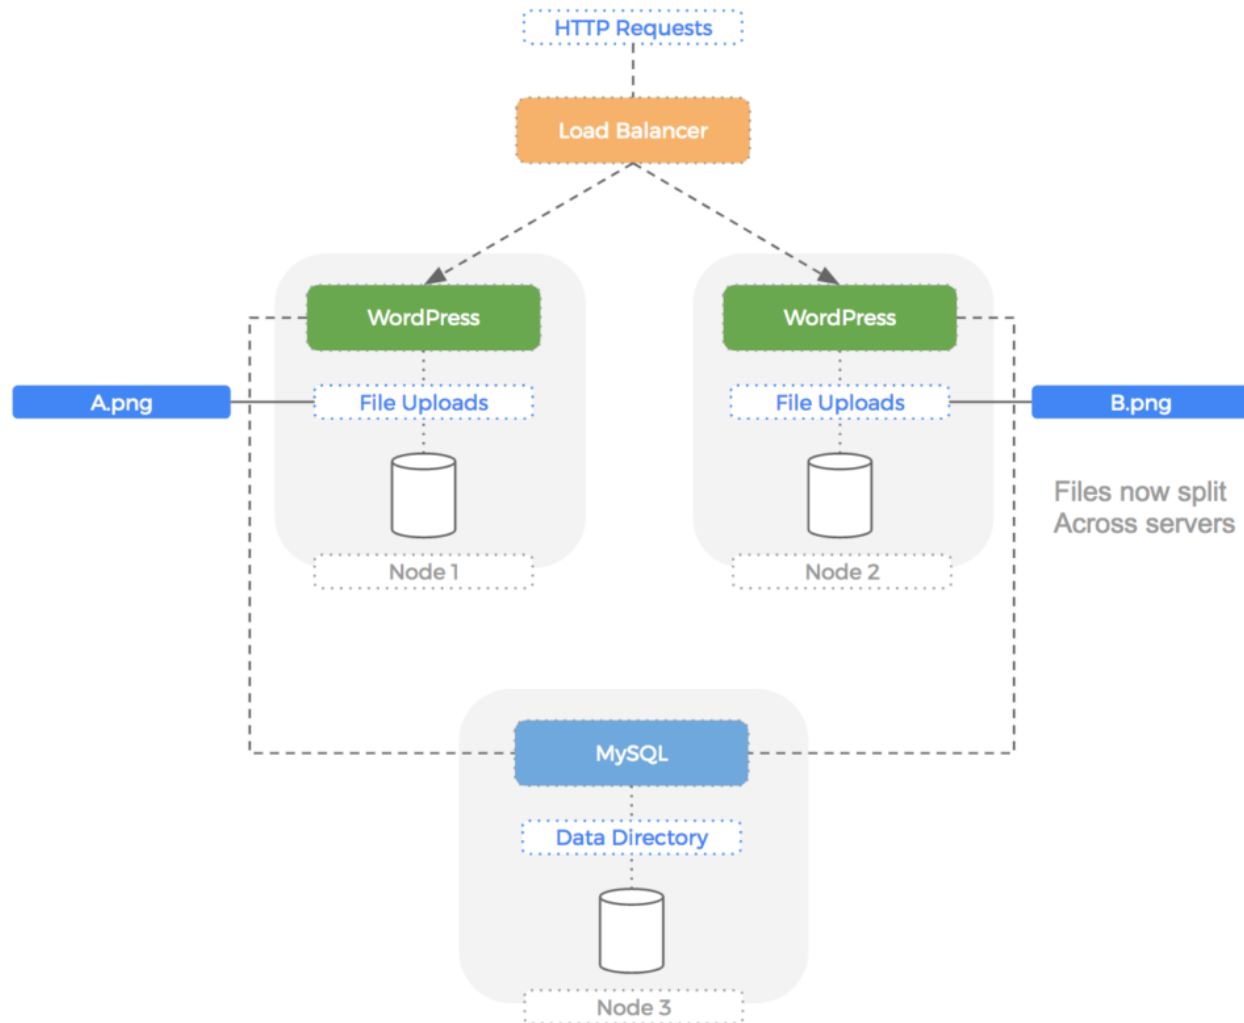 HTTP Requests
Load Balancer
WordPress
WordPress
A.png
File Uploads
File Uploads
B.png
Files now split
Across servers
Node 1
Node 2
MySQL
Data Directory
Node 3